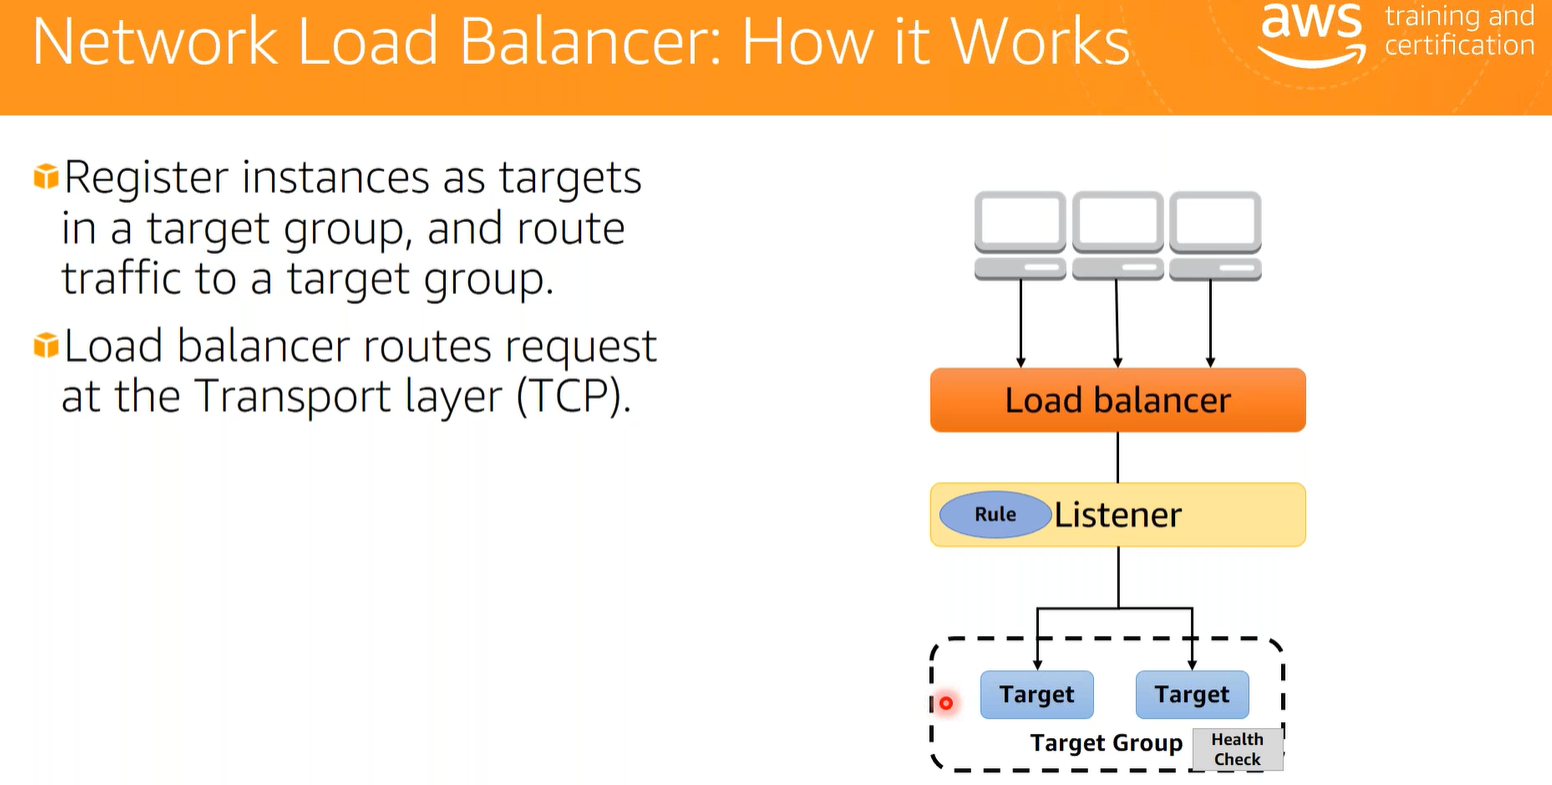 Network Load Balancer: How it Works
aws
training and
certification
Register instances as targets
in a target group, and route
traffic to a target group.
Load balancer routes request
at the Transport layer (TCP).
Load balancer
Rule
Listener
Target
Target
Target Group
Health
Check